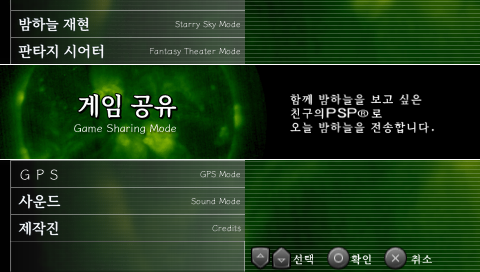 밤하늘 재현 Starry Sky Mode
판타지 시어터 Fantasy Theater Mode
게임 공유
Game Sharing Mode
함께 밤하늘을 보고 싶은
친구의PSP®로
오늘 밤하늘을 전송합니다.
GPS GPS Mode
사운드 Sound Mode
제작진 Credits
선택 확인 취소